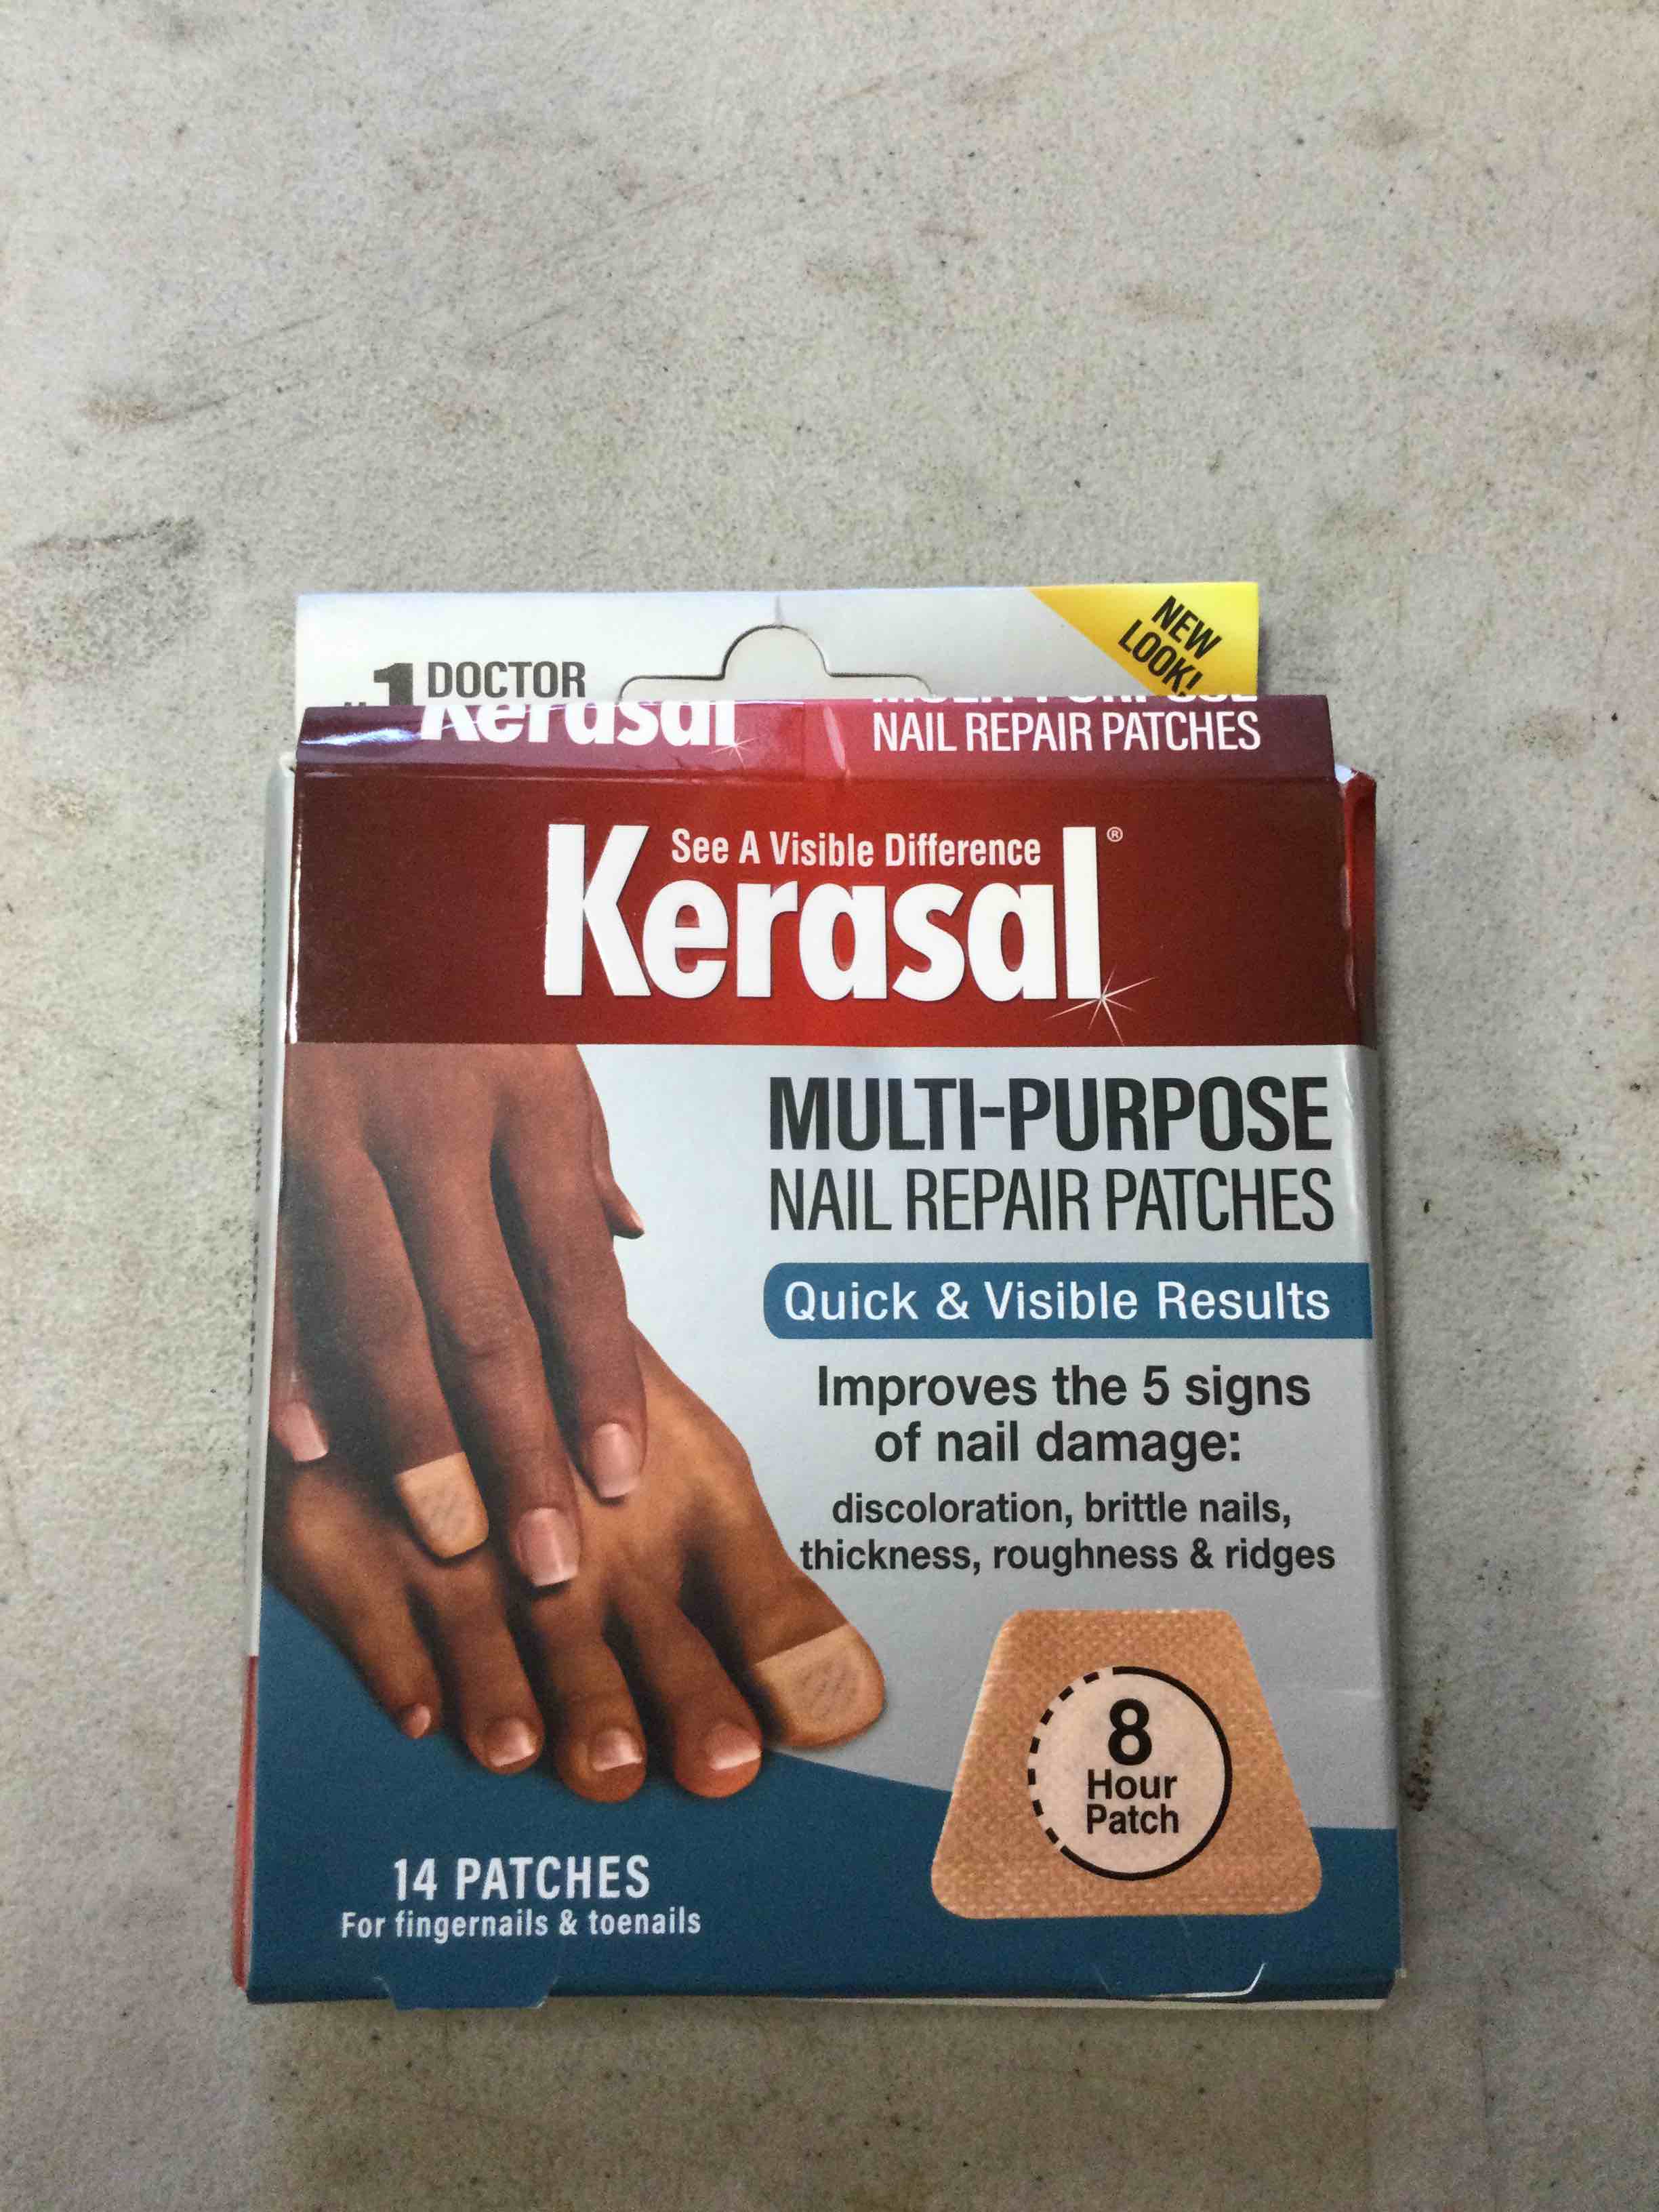 #1 DOCTOR
NEW
LOOK!
Kerasal
NAIL REPAIR PATCHES
See A Visible Difference
Kerasal®
MULTI-PURPOSE
NAIL REPAIR PATCHES
Quick & Visible Results
Improves the 5 signs
of nail damage:
discoloration, brittle nails,
thickness, roughness & ridges
8
Hour
Patch
14 PATCHES
For fingernails & toenails